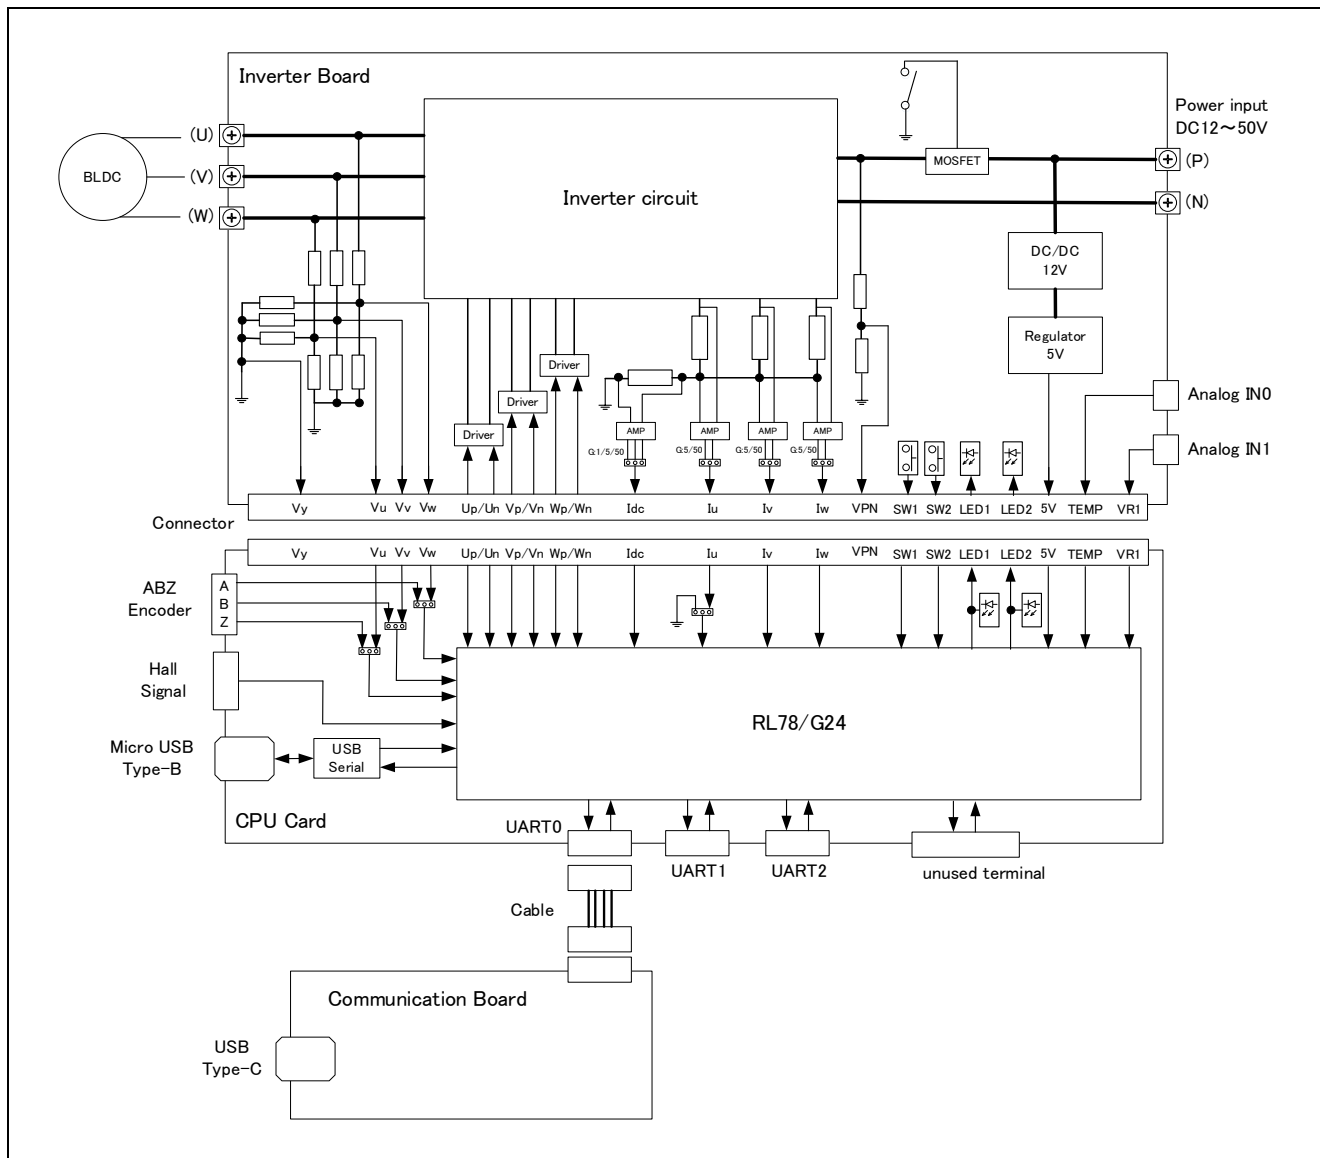 Inverter Board
Power input
DC12～50V
(U)
(V)
(W)
BLDC
Inverter circuit
MOSFET
(P)
(N)
DC/DC
12V
Regulator
5V
Driver
Driver
Driver
AMP
AMP
AMP
AMP
G:1/5/50
G:5/50
G:5/50
G:5/50
Analog IN0
Analog IN1
Connector
Vy Vu Vv Vw Up/Un Vp/Vn Wp/Wn Idc Iu Iv Iw VPN SW1 SW2 LED1 LED2 5V TEMP VR1
Vy Vu Vv Vw Up/Un Vp/Vn Wp/Wn Idc Iu Iv Iw VPN SW1 SW2 LED1 LED2 5V TEMP VR1
ABZ
Encoder
A
B
Z
Hall
Signal
RL78/G24
Micro USB
Type-B
USB
Serial
CPU Card
UART0
UART1
UART2
unused terminal
Cable
Communication Board
USB
Type-C